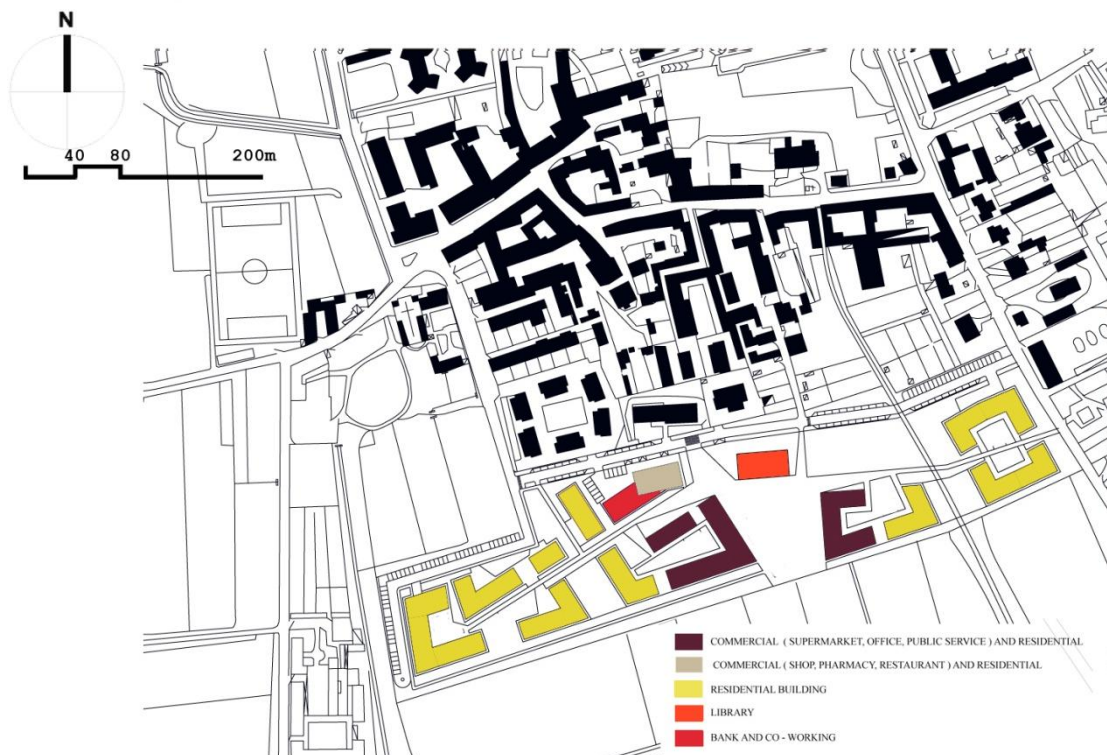 N
40 80 200m
COMMERCIAL ( SUPERMARKET, OFFICE, PUBLIC SERVICE ) AND RESIDENTIAL
COMMERCIAL ( SHOP, PHARMACY, RESTAURANT ) AND RESIDENTIAL
RESIDENTIAL BUILDING
LIBRARY
BANK AND CO - WORKING